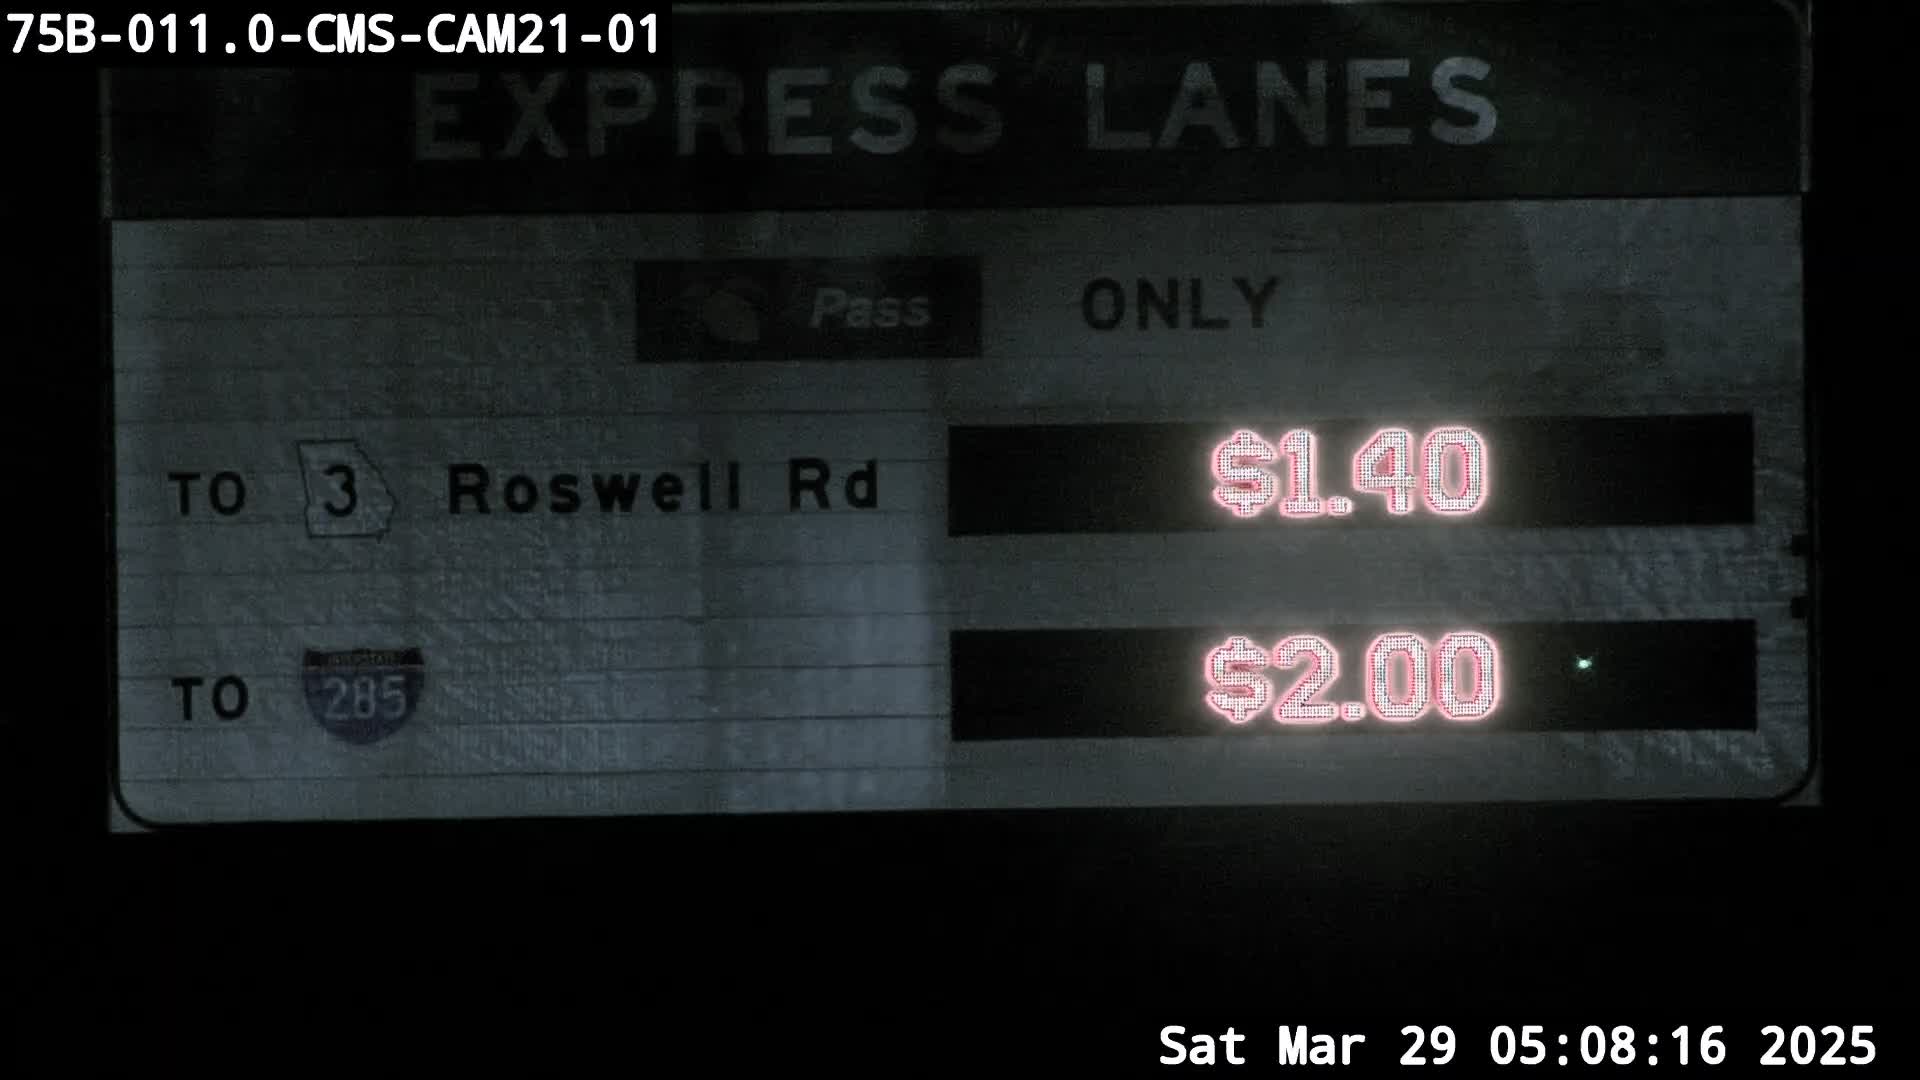 75B-011.0-CMS-CAM21-01
EXPRESS LANES
Pass ONLY
TO 3 Roswell Rd $1.40
INTERSTATE
TO 285 $2.00
Sat Mar 29 05:08:16 2025